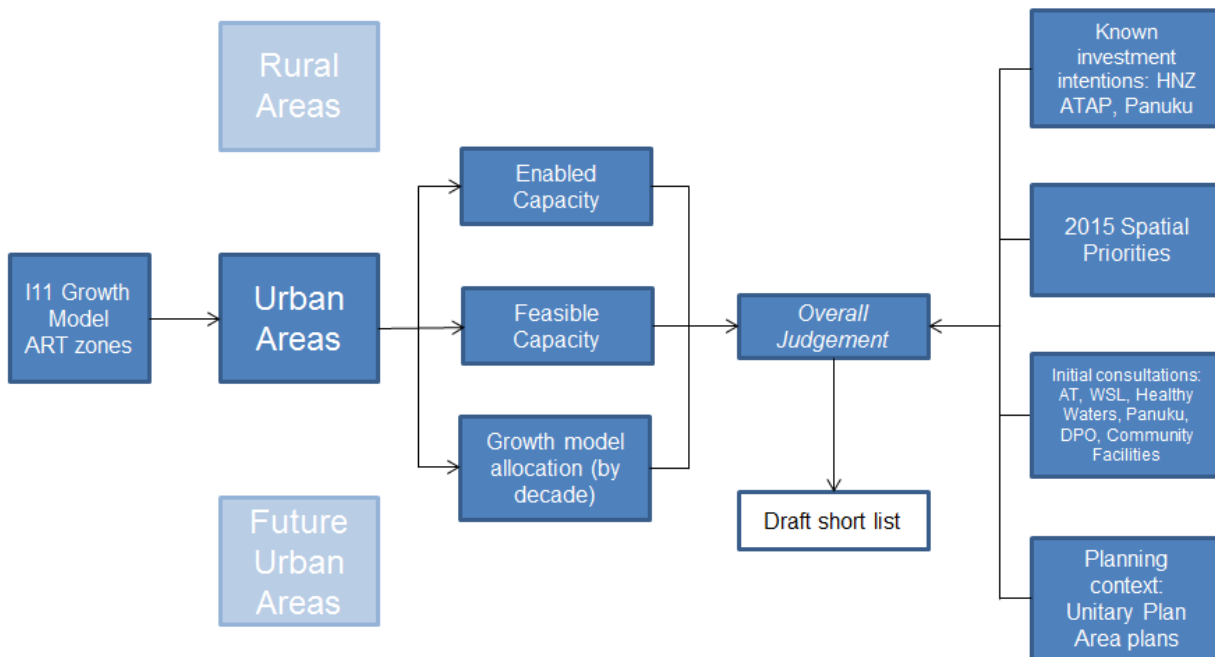 Rural
Areas
I11 Growth
Model
ART zones
Urban
Areas
Future
Urban
Areas
Enabled
Capacity
Feasible
Capacity
Growth model
allocation (by
decade)
Overall
Judgement
Draft short list
Known
investment
intentions: HNZ
ATAP, Panuku
2015 Spatial
Priorities
Initial consultations:
AT, WSL, Healthy
Waters, Panuku,
DPO, Community
Facilities
Planning
context:
Unitary Plan
Area plans